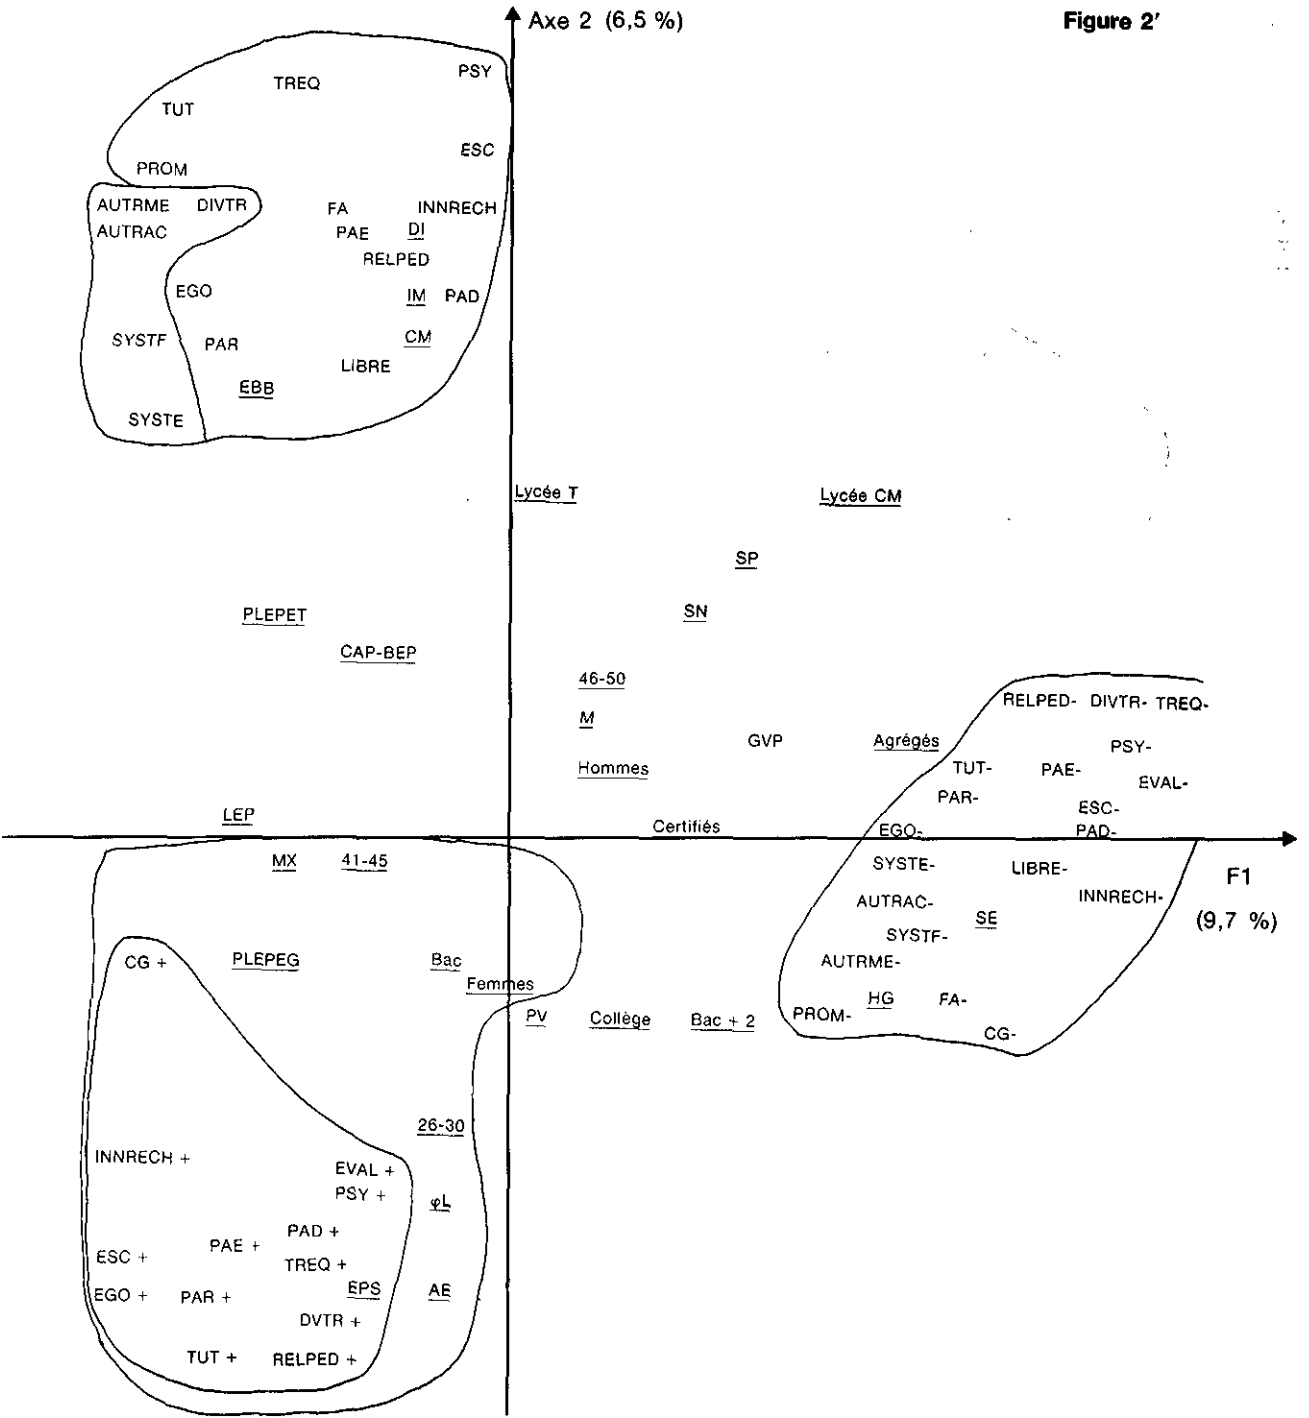 Axe 2 (6,5 %)
Figure 2'
PSY
TREQ
TUT
ESC
PROM
AUTRME DIVTR FA INNRECH
AUTRAC PAE DI
RELPED
EGO IM PAD
SYSTF PAR CM
LIBRE
EBB
SYSTE
Lycée T Lycée CM
SP
SN
PLEPET
CAP-BEP
46-50
RELPED- DIVTR- TREQ-
M
GVP Agrégés PSY-
Hommes TUT- PAE-
EVAL-
PAR-
ESC-
LEP
Certifiés EGO- PAD-
MX 41-45 SYSTE- LIBRE-
F1
INNRECH-
AUTRAC-
SE (9,7 %)
SYSTF-
CG + PLEPEG Bac AUTRME-
Femmes
HG FA-
PV Collège Bac + 2 PROM-
CG-
26-30
INNRECH +
EVAL +
PSY + φL
PAD +
PAE +
ESC + TREQ +
EPS AE
EGO + PAR +
DVTR +
TUT + RELPED +